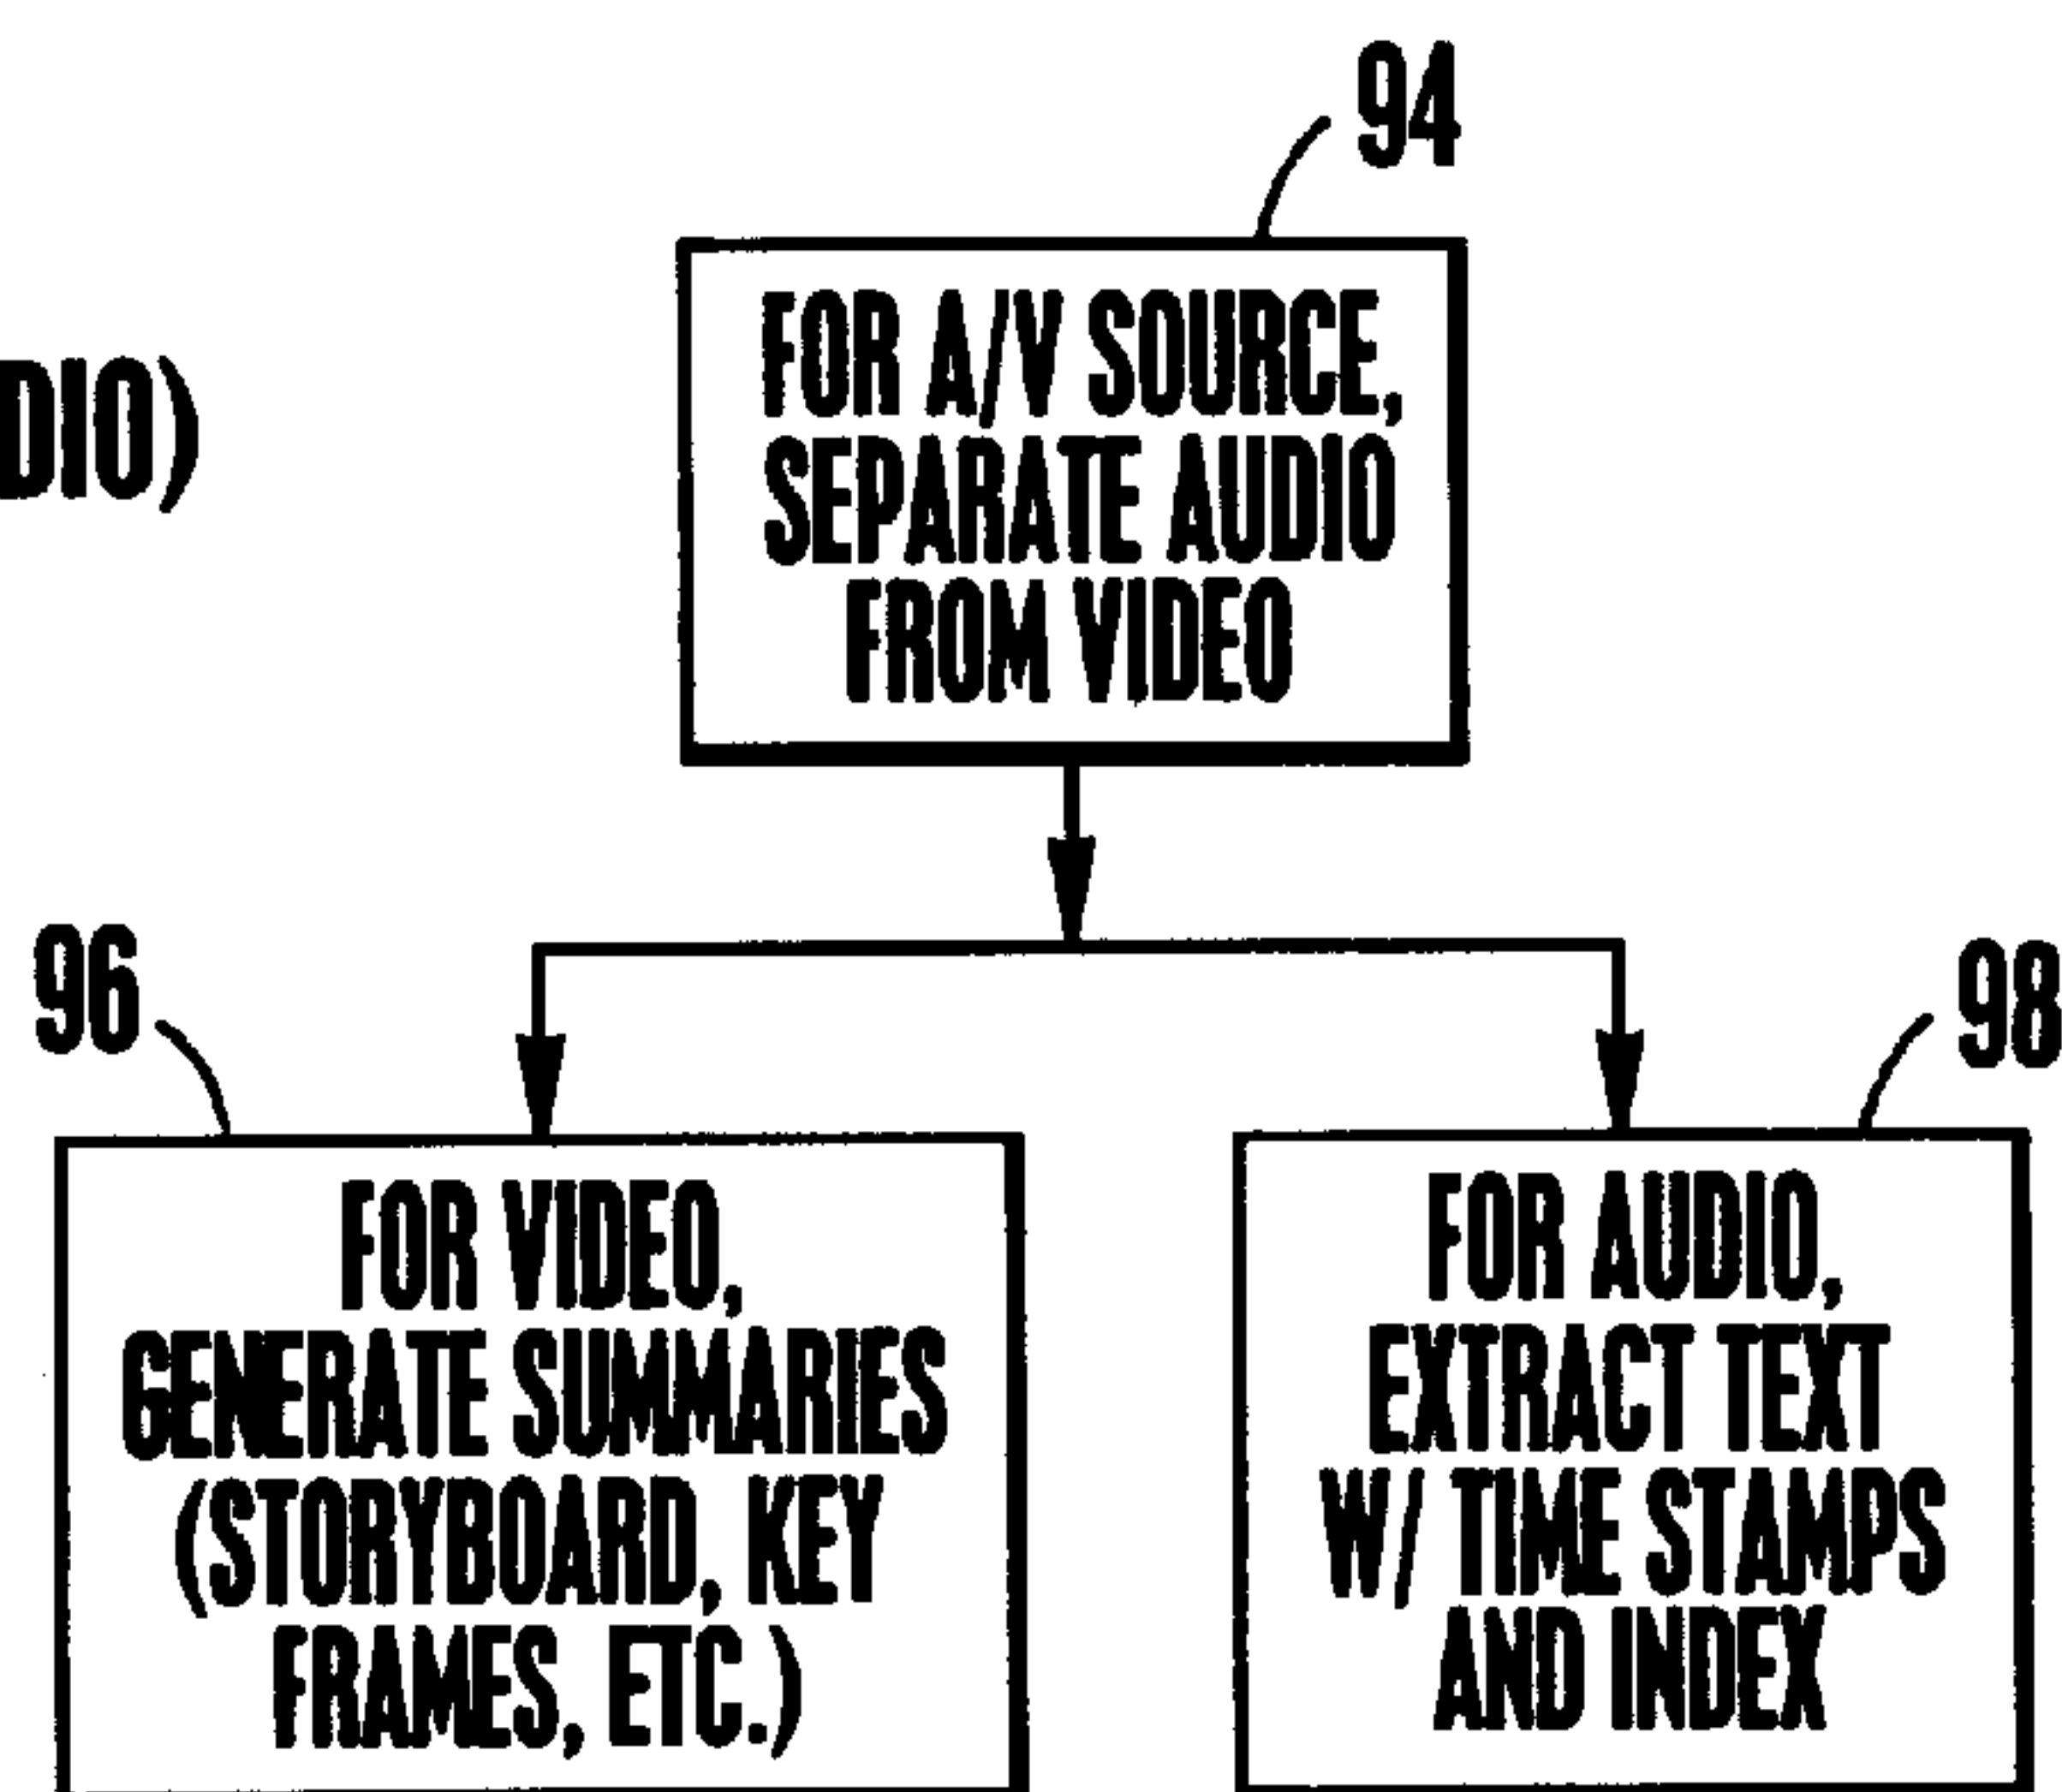 94
DIO)
FOR A/V SOURCE,
SEPARATE AUDIO
FROM VIDEO
96
98
FOR VIDEO,
GENERATE SUMMARIES
(STORYBOARD, KEY
FRAMES, ETC.)
FOR AUDIO,
EXTRACT TEXT
W/ TIME STAMPS
AND INDEX